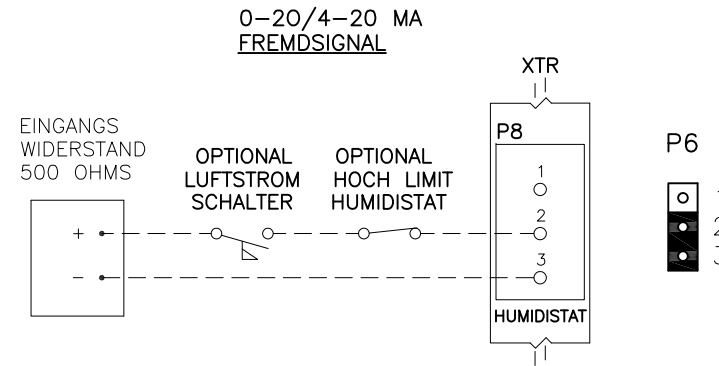 0-20/4-20 MA
FREMDSIGNAL
XTR
EINGANGS
WIDERSTAND
500 OHMS
OPTIONAL
LUFTSTROM
SCHALTER
OPTIONAL
HOCH LIMIT
HUMIDISTAT
P8
1
2
3
HUMIDISTAT
+
-
P6
2